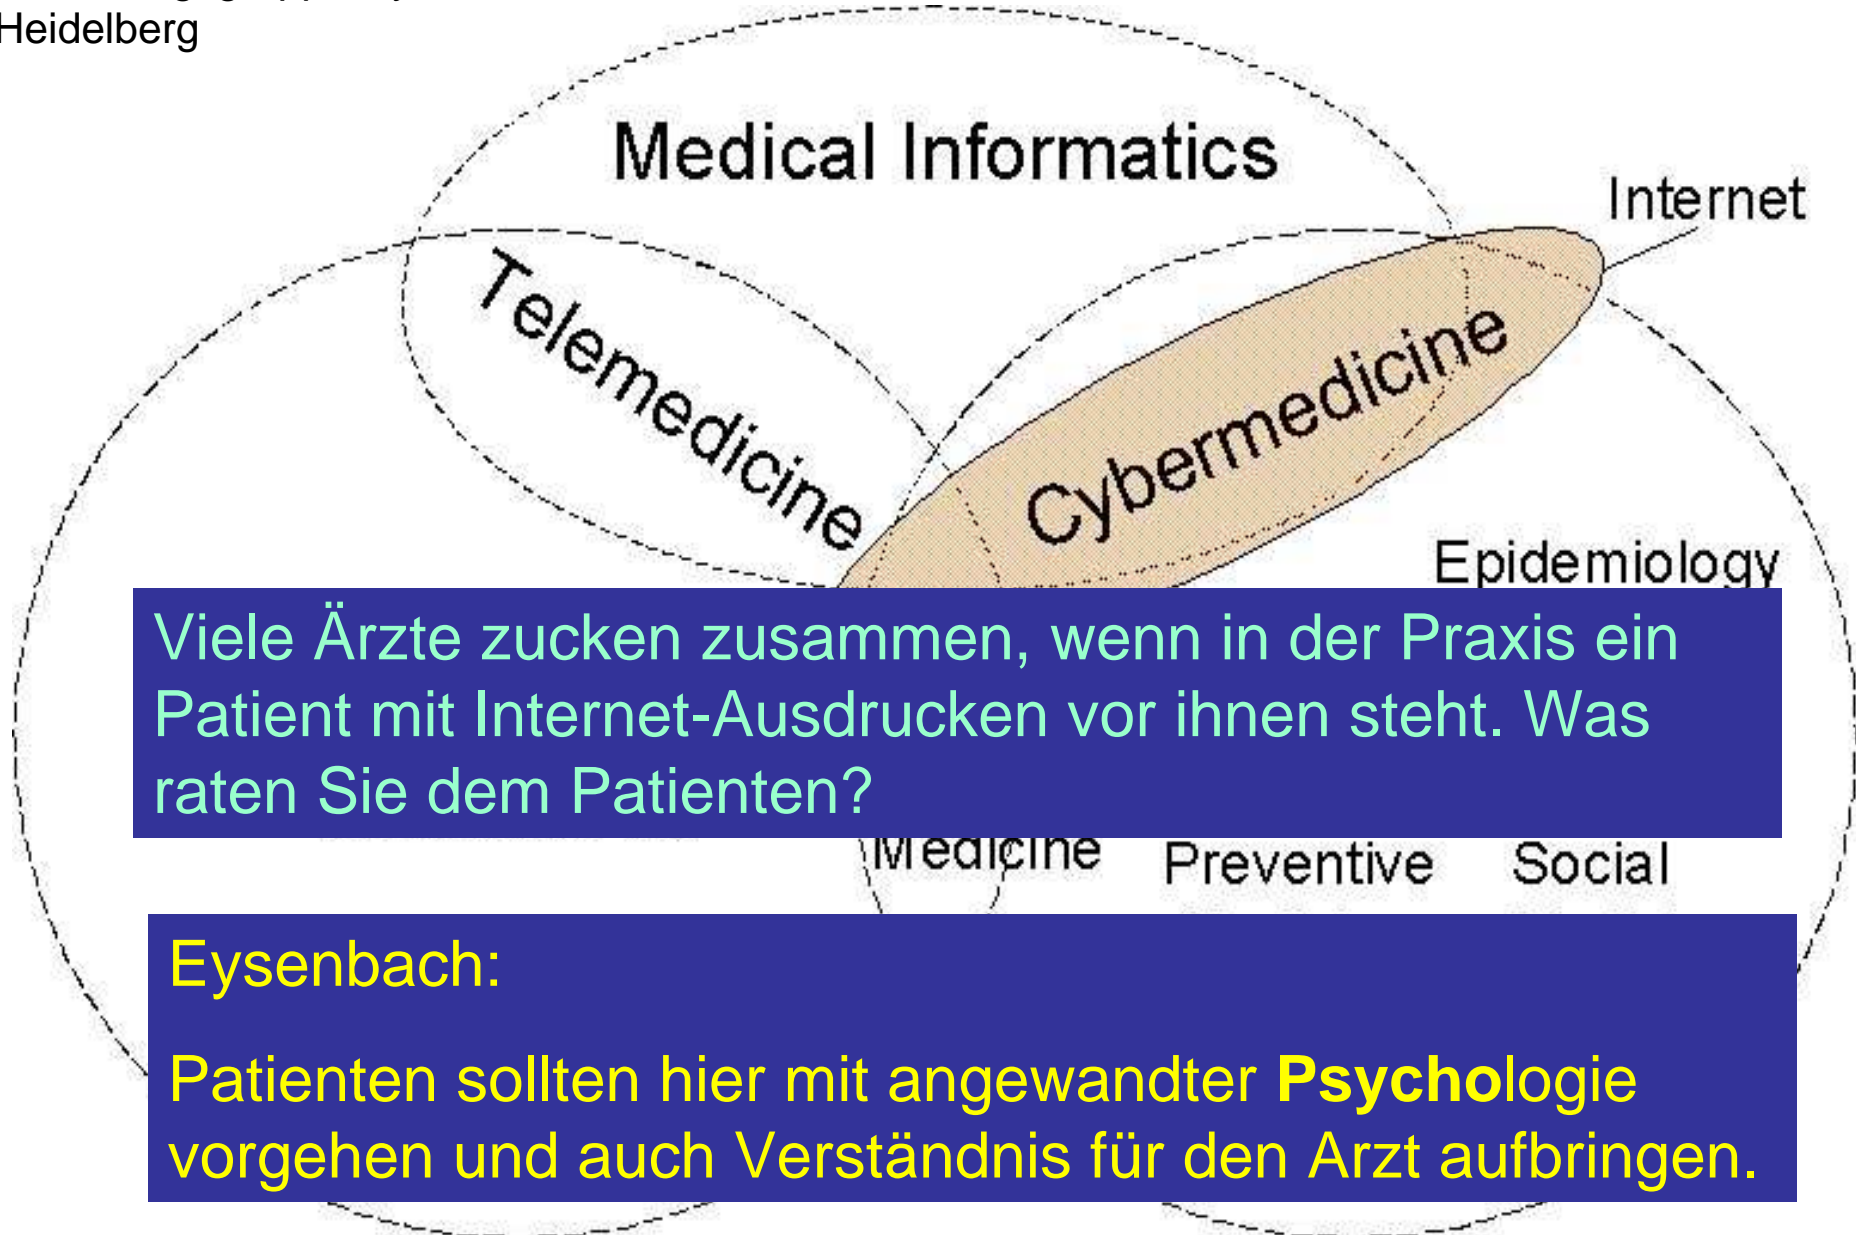 Heidelberg
Medical Informatics
Internet
Telemedicine
Cybermedicine
Epidemiology
Viele Ärzte zucken zusammen, wenn in der Praxis ein
Patient mit Internet-Ausdrucken vor ihnen steht. Was
raten Sie dem Patienten?
Medicine Preventive Social
Eysenbach:
Patienten sollten hier mit angewandter Psychologie
vorgehen und auch Verständnis für den Arzt aufbringen.